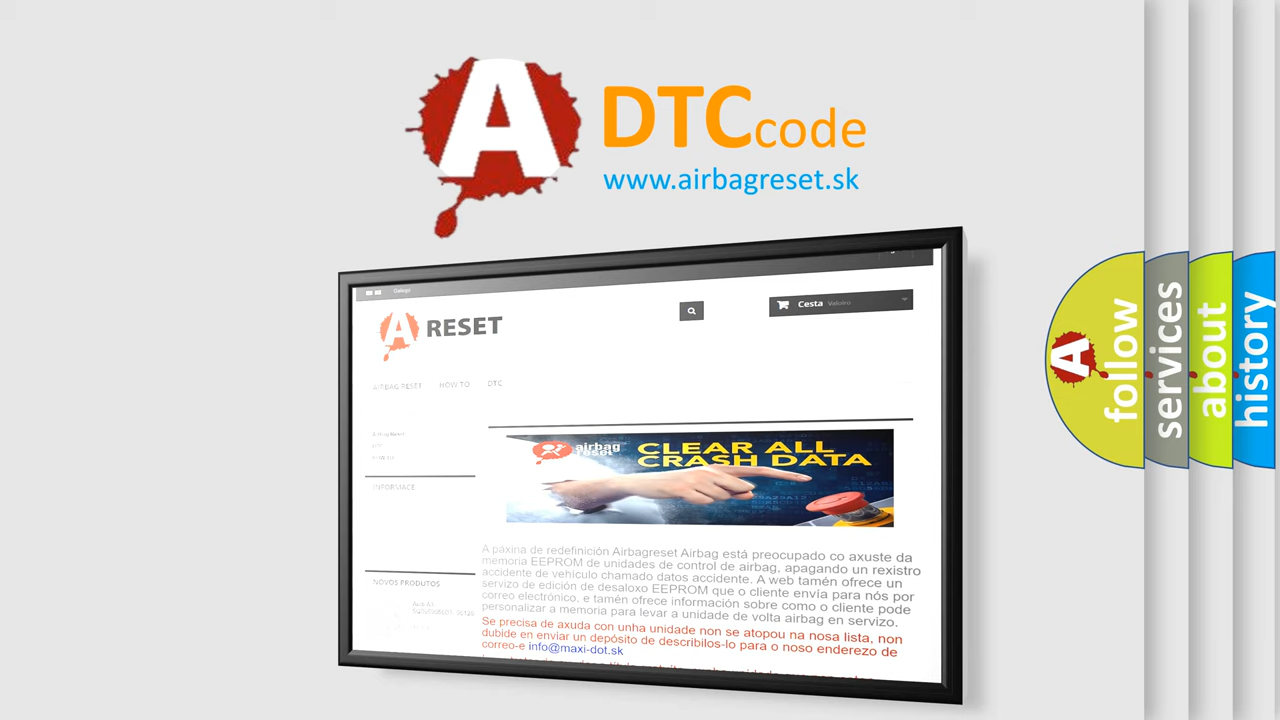 A
DTCcode
www.airbagreset.sk
Galego
A RESET
Cesta Valeiro
AIRBAG RESET HOW TO DTC
INFORMACE
NOVOS PRODUTOS
airbag
reset
CLEAR ALL
CRASH DATA
A páxina de redefinición Airbagreset Airbag está preocupado co axuste da
memoria EEPROM de unidades de control de airbag, apagando un rexistro
accidente de vehículo chamado datos accidente. A web tamén ofrece un
servizo de edición de desaloxo EEPROM que o cliente envía para nós por
correo electrónico, e tamén ofrece información sobre como o cliente pode
personalizar a memoria para levar a unidade de volta airbag en servizo.
Se precisa de axuda con unha unidade non se atopou na nosa lista, non
dubide en enviar un depósito de describilos-lo para o noso enderezo de
correo-e info@maxi-dot.sk
A follow
services
about
history